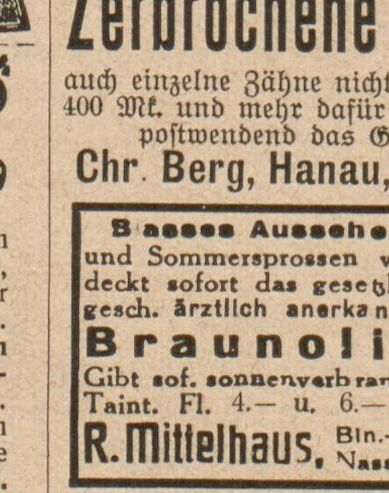 Zerbrochene
auch einzelne Zähne nicht
400 Mk. und mehr dafür
postwendend das G
Chr. Berg, Hanau,
Blasses Aussehe
und Sommersprossen v
deckt sofort das gesetzl
gesch. ärztlich anerkan
Braunoli
Gibt sof. sonnenverbran
Taint. Fl. 4.— u. 6.—
R. Mittelhaus, Bln.-
Nass